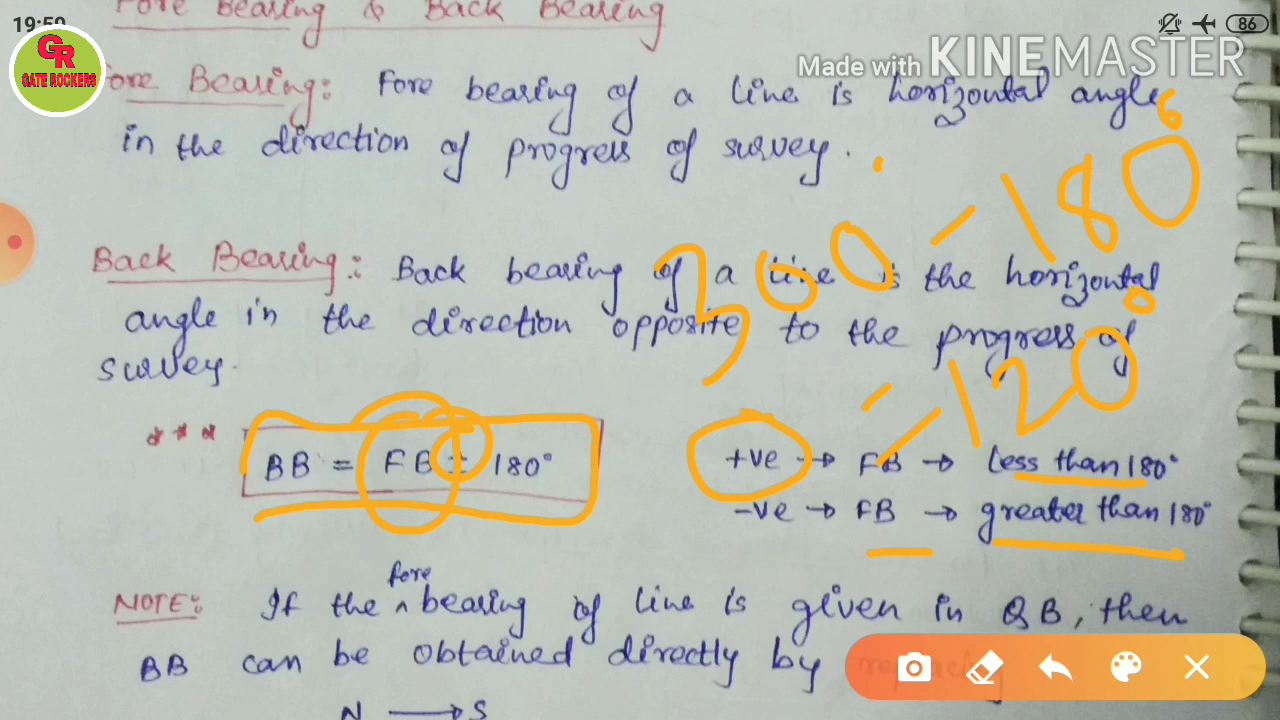 Fore Bearing & Back Bearing
19:50
86
GR
GATE ROCKERS
Made with KINEMASTER
Fore Bearing: Fore bearing of a line is horizontal angle
in the direction of progress of survey.
300° - 180°
Back Bearing: Back bearing of a line is the horizontal
angle in the direction opposite to the progress of
survey.
= 120°
BB = FB ± 180°
+ve → FB → less than 180°
-ve → FB → greater than 180°
NOTE: If the fore bearing of line is given in QB, then
BB can be obtained directly by
N → S